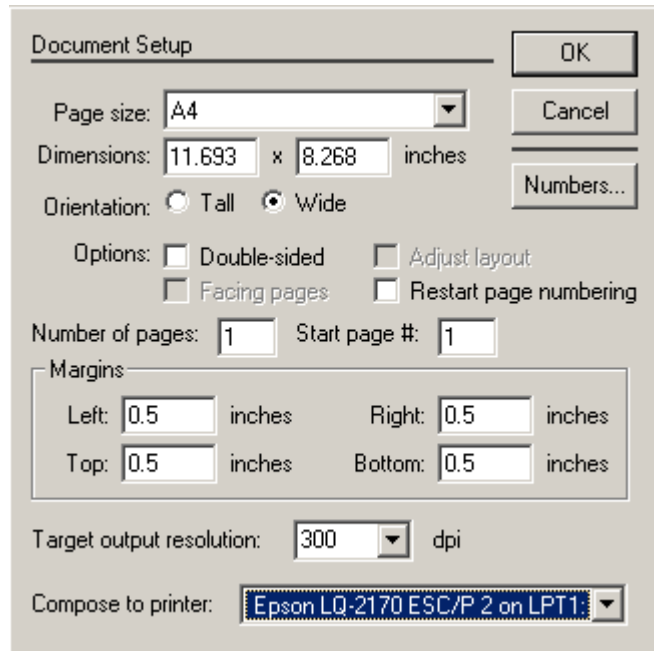 Document Setup
OK
Page size: A4
Cancel
Dimensions: 11.693 x 8.268 inches
Numbers...
Orientation: Tall Wide
Options: Double-sided Adjust layout
Facing pages Restart page numbering
Number of pages: 1 Start page #: 1
Margins
Left: 0.5 inches Right: 0.5 inches
Top: 0.5 inches Bottom: 0.5 inches
Target output resolution: 300 dpi
Compose to printer: Epson LQ-2170 ESC/P 2 on LPT1: